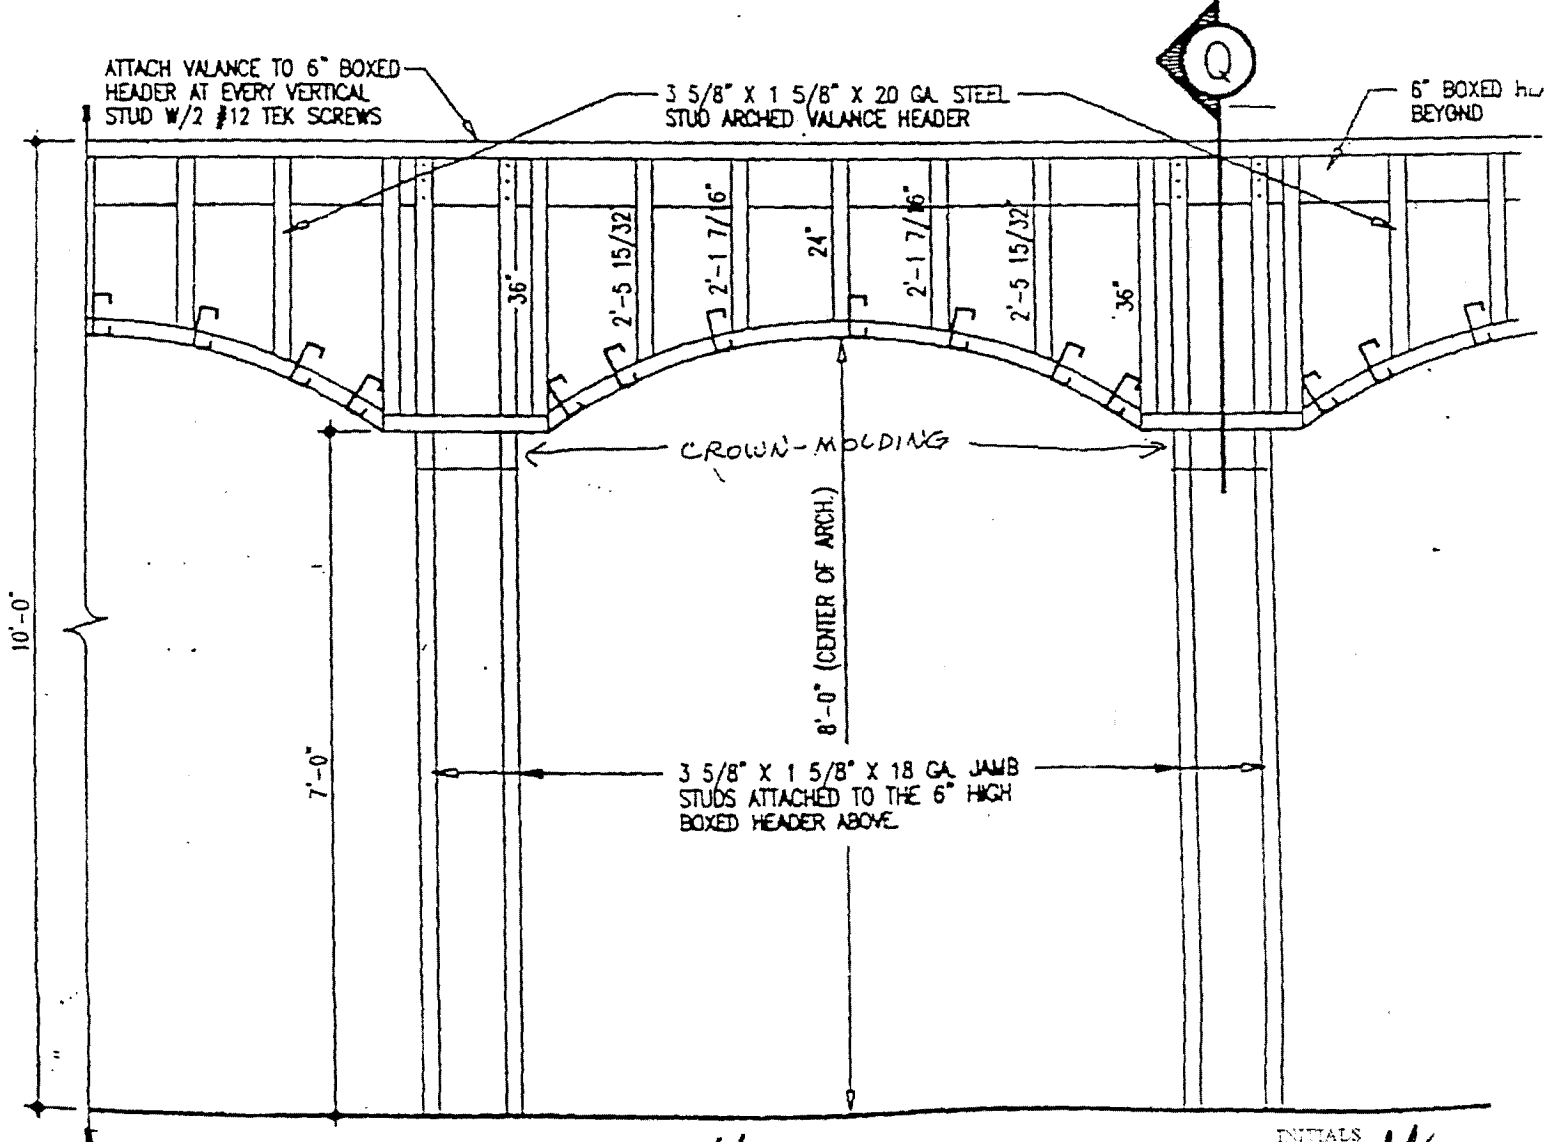 ATTACH VALANCE TO 6" BOXED
HEADER AT EVERY VERTICAL
STUD W/2 #12 TEK SCREWS
3 5/8" X 1 5/8" X 20 GA. STEEL
STUD ARCHED VALANCE HEADER
Q
6" BOXED
BEYOND
36"
2'-5 15/32"
2'-1 7/16"
24"
2'-1 7/16"
2'-5 15/32"
36"
CROWN-MOLDING
8'-0" (CENTER OF ARCH.)
10'-0"
7'-0"
3 5/8" X 1 5/8" X 18 GA. JAMB
STUDS ATTACHED TO THE 6" HIGH
BOXED HEADER ABOVE.
INITIALS